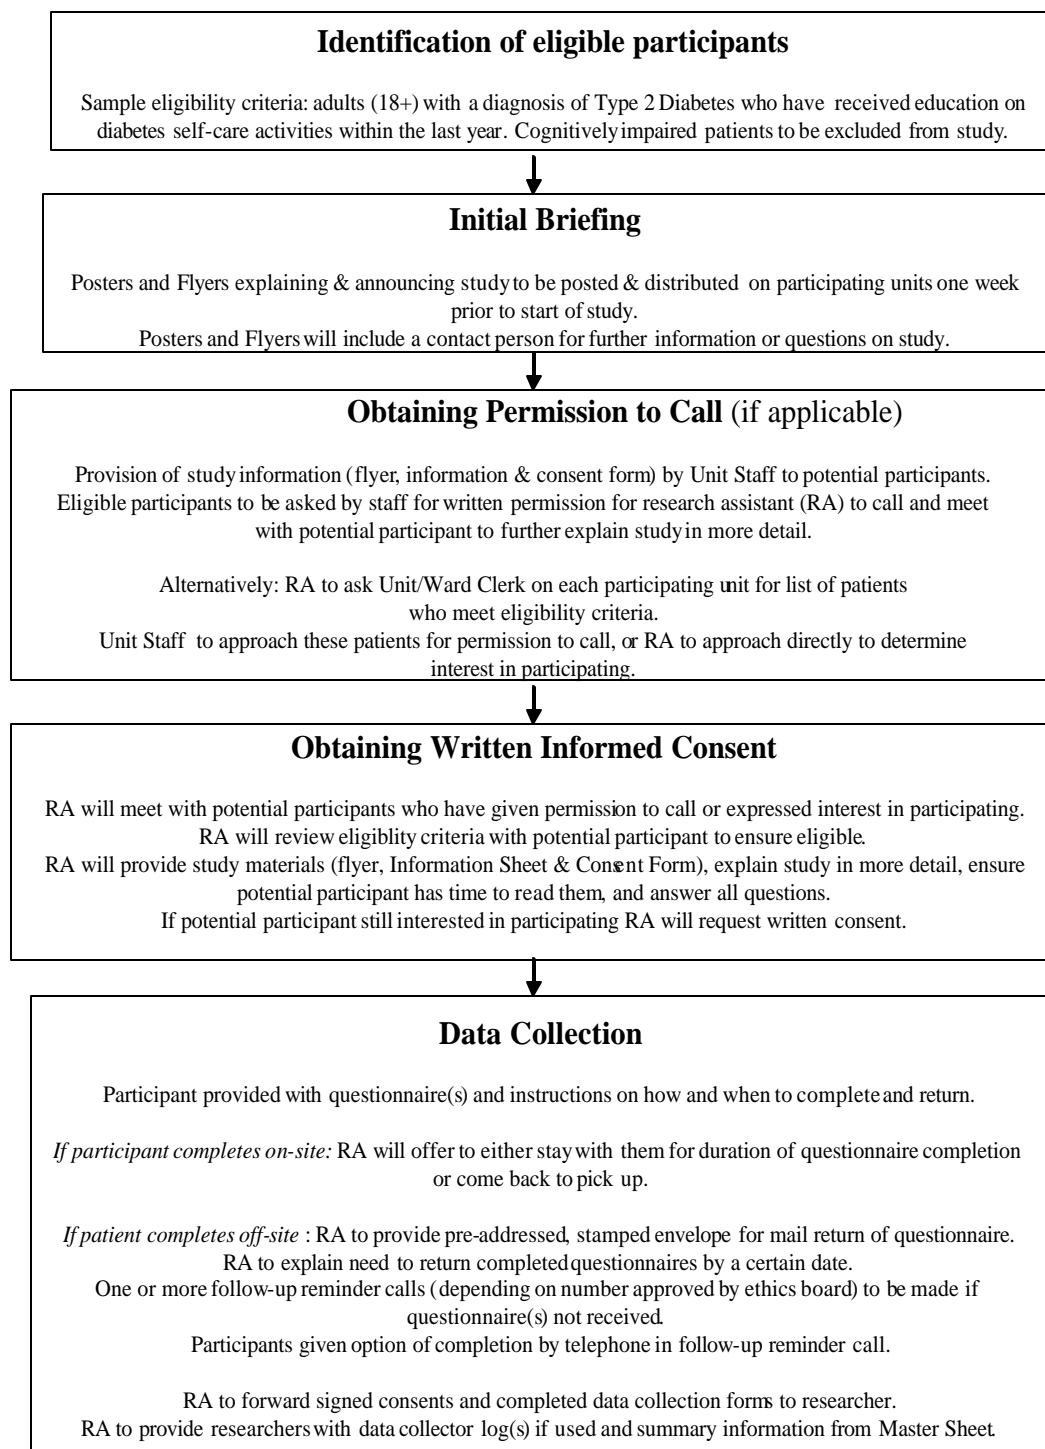 Identification of eligible participants
Sample eligibility criteria: adults (18+) with a diagnosis of Type 2 Diabetes who have received education on
diabetes self-care activities within the last year. Cognitively impaired patients to be excluded from study.
Initial Briefing
Posters and Flyers explaining & announcing study to be posted & distributed on participating units one week
prior to start of study.
Posters and Flyers will include a contact person for further information or questions on study.
Obtaining Permission to Call (if applicable)
Provision of study information (flyer, information & consent form) by Unit Staff to potential participants.
Eligible participants to be asked by staff for written permission for research assistant (RA) to call and meet
with potential participant to further explain study in more detail.
Alternatively: RA to ask Unit/Ward Clerk on each participating unit for list of patients
who meet eligibility criteria.
Unit Staff to approach these patients for permission to call, or RA to approach directly to determine
interest in participating.
Obtaining Written Informed Consent
RA will meet with potential participants who have given permission to call or expressed interest in participating.
RA will review eligiblity criteria with potential participant to ensure eligible.
RA will provide study materials (flyer, Information Sheet & Consent Form), explain study in more detail, ensure
potential participant has time to read them, and answer all questions.
If potential participant still interested in participating RA will request written consent.
Data Collection
Participant provided with questionnaire(s) and instructions on how and when to complete and return.
If participant completes on-site: RA will offer to either stay with them for duration of questionnaire completion
or come back to pick up.
If patient completes off-site : RA to provide pre-addressed, stamped envelope for mail return of questionnaire.
RA to explain need to return completed questionnaires by a certain date.
One or more follow-up reminder calls (depending on number approved by ethics board) to be made if
questionnaire(s) not received.
Participants given option of completion by telephone in follow-up reminder call.
RA to forward signed consents and completed data collection forms to researcher.
RA to provide researchers with data collector log(s) if used and summary information from Master Sheet.